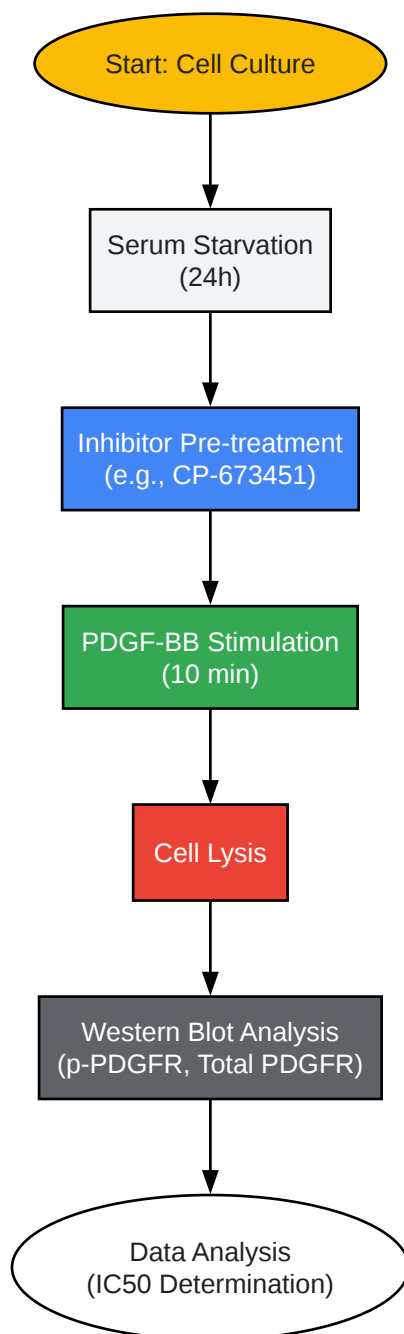 Start: Cell Culture
Serum Starvation
(24h)
Inhibitor Pre-treatment
(e.g., CP-673451)
PDGF-BB Stimulation
(10 min)
Cell Lysis
Western Blot Analysis
(p-PDGFR, Total PDGFR)
Data Analysis
(IC50 Determination)